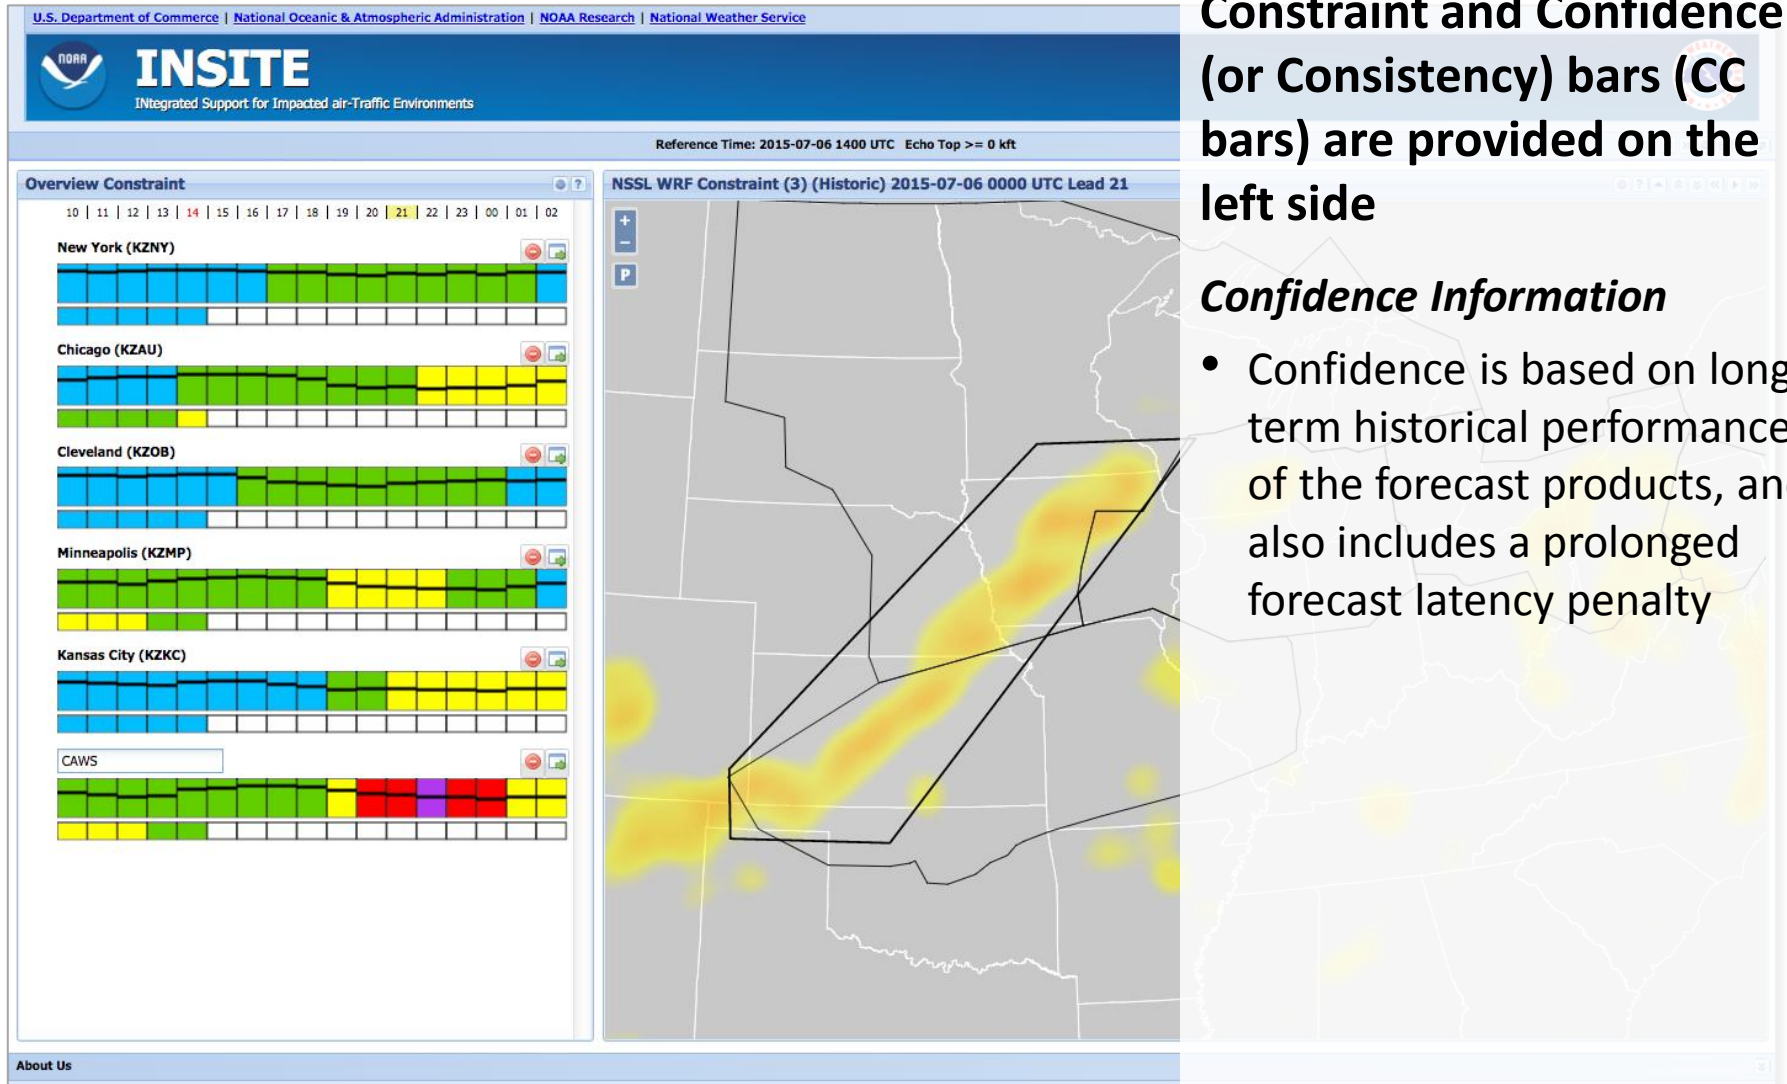 U.S. Department of Commerce | National Oceanic & Atmospheric Administration | NOAA Research | National Weather Service
NOAA
INSITE
INtegrated Support for Impacted air-Traffic Environments
Reference Time: 2015-07-06 1400 UTC Echo Top >= 0 kft
Overview Constraint
10 | 11 | 12 | 13 | 14 | 15 | 16 | 17 | 18 | 19 | 20 | 21 | 22 | 23 | 00 | 01 | 02
New York (KZNY)
Chicago (KZAU)
Cleveland (KZOB)
Minneapolis (KZMP)
Kansas City (KZKC)
CAWS
NSSL WRF Constraint (3) (Historic) 2015-07-06 0000 UTC Lead 21
+
−
P
Constraint and Confidence
(or Consistency) bars (CC
bars) are provided on the
left side
Confidence Information
• Confidence is based on long
term historical performance
of the forecast products, an
also includes a prolonged
forecast latency penalty
About Us